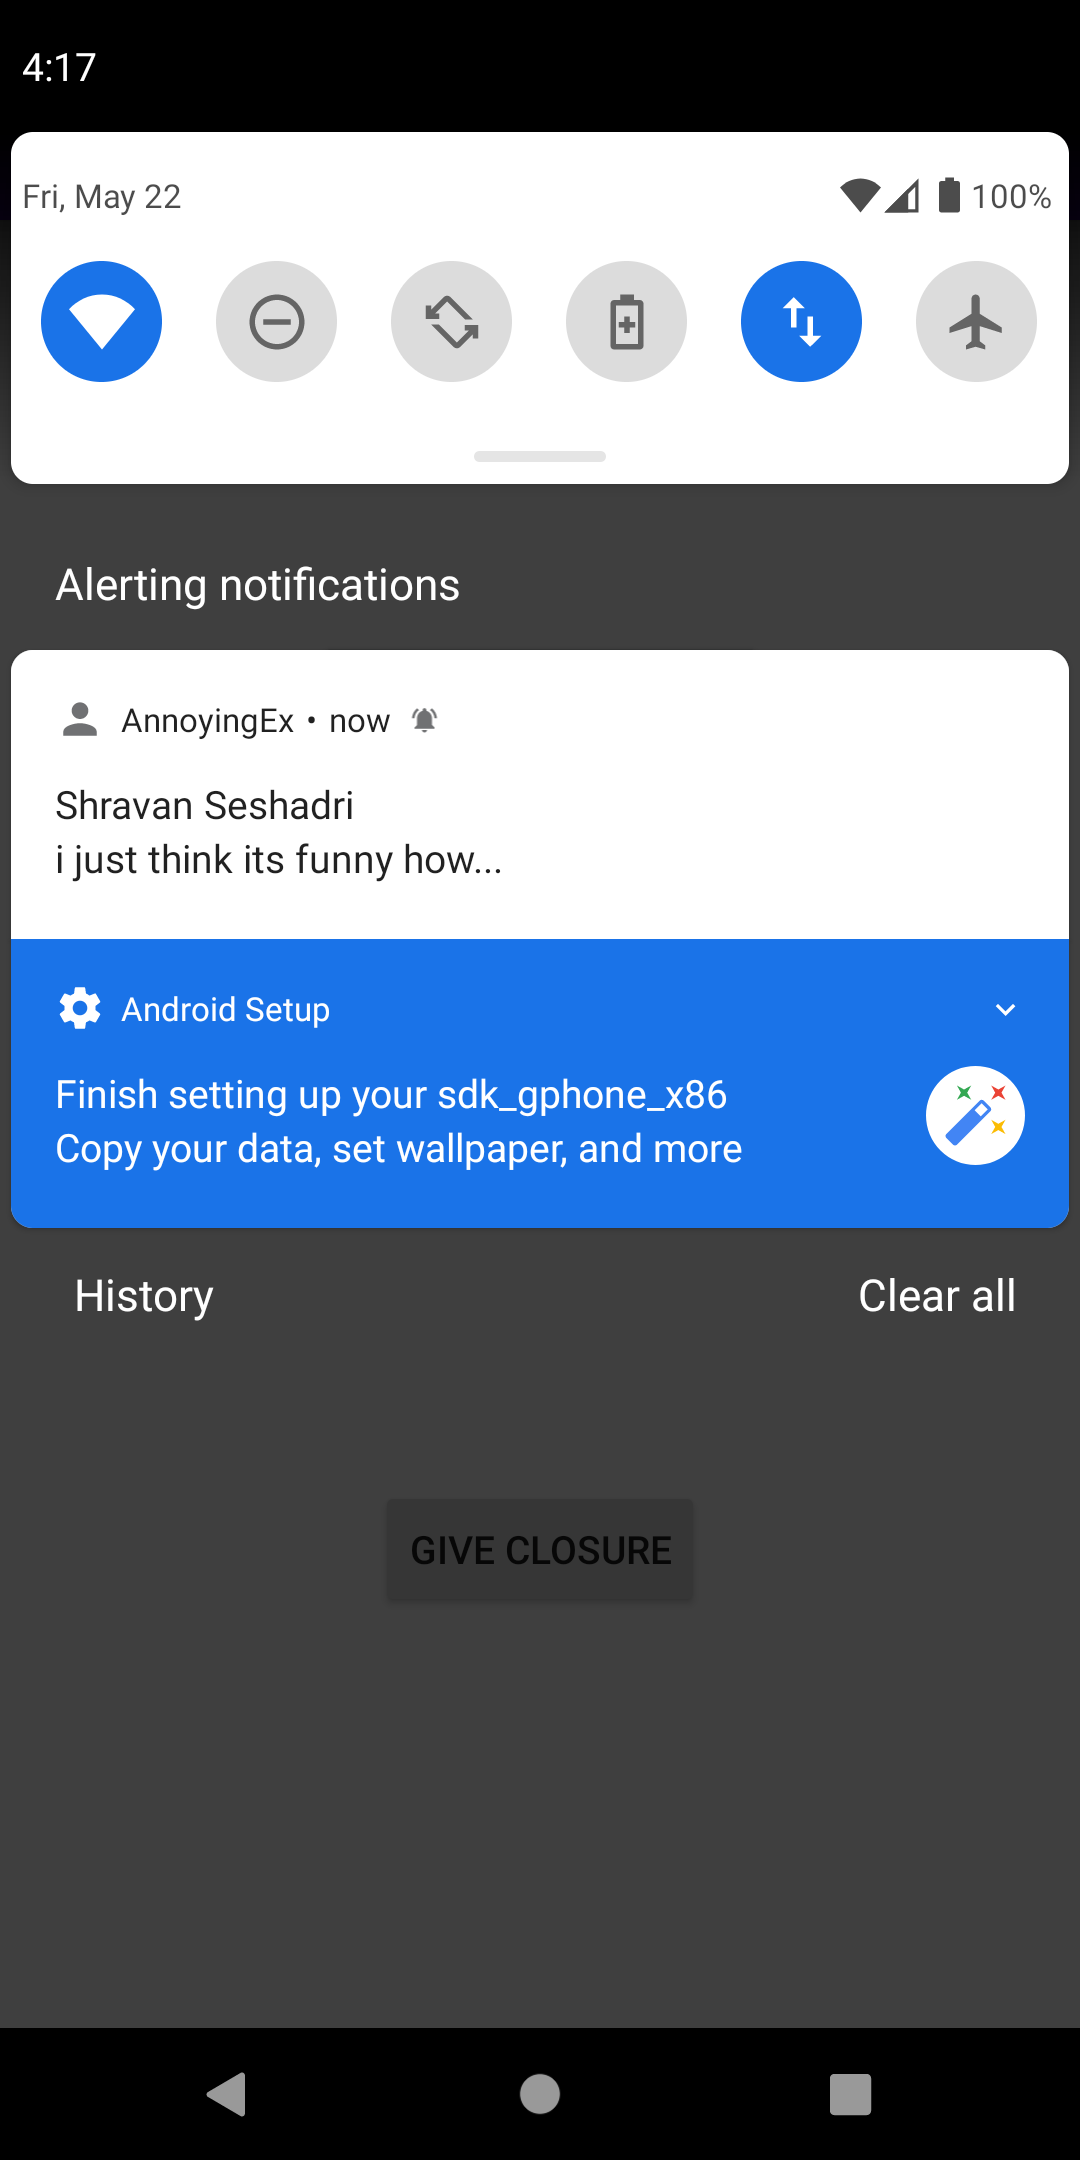 4:17
Fri, May 22
100%
Alerting notifications
AnnoyingEx • now
Shravan Seshadri
i just think its funny how...
Android Setup
Finish setting up your sdk_gphone_x86
Copy your data, set wallpaper, and more
History
Clear all
GIVE CLOSURE